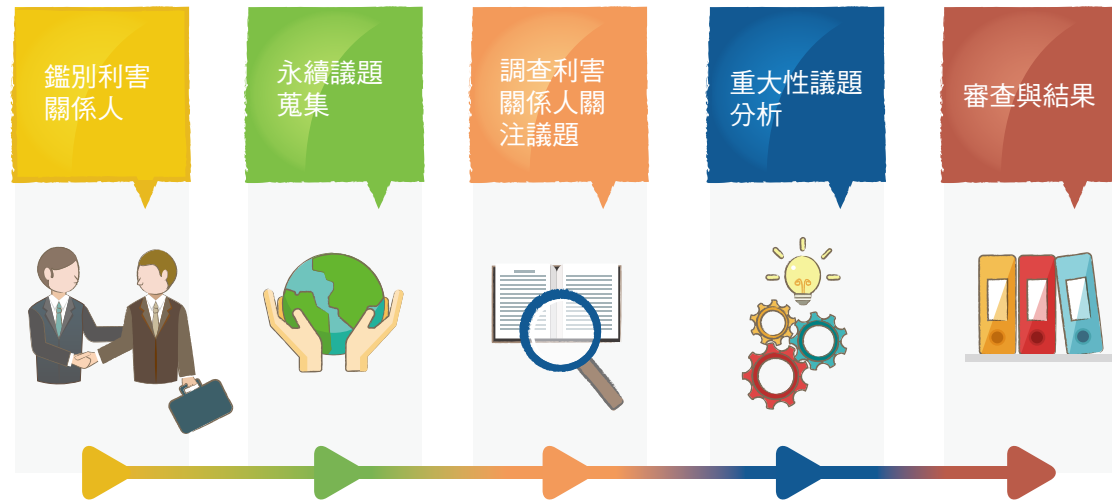 鑑別利害
關係人
永續議題
蒐集
調查利害
關係人關
注議題
重大性議題
分析
審查與結果